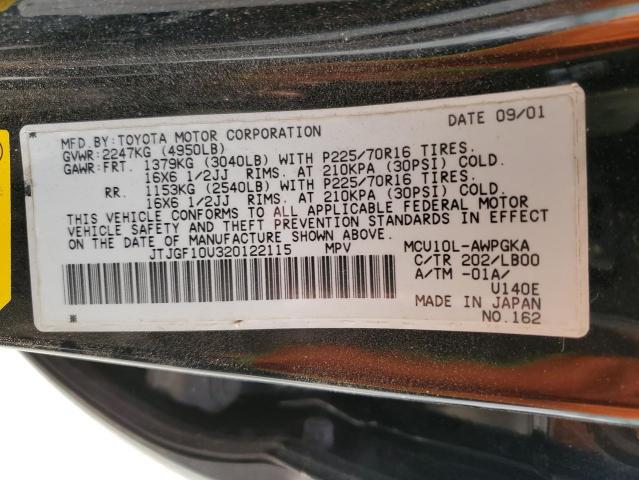 DATE 09/01
MFD BY:TOYOTA MOTOR CORPORATION
GVWR:2247KG (4950LB)
GAWR:FRT. 1379KG (3040LB) WITH P225/70R16 TIRES.
16X6 1/2JJ RIMS. AT 210KPA (30PSI) COLD.
RR. 1153KG (2540LB) WITH P225/70R16 TIRES.
16X6 1/2JJ RIMS. AT 210KPA (30PSI) COLD.
THIS VEHICLE CONFORMS TO ALL APPLICABLE FEDERAL MOTOR
VEHICLE SAFETY AND THEFT PREVENTION STANDARDS IN EFFECT
ON THE DATE OF MANUFACTURE SHOWN ABOVE.
JTJGF10U320122115 MPV MCU10L-AWPGKA
C/TR 202/LB00
A/TM -01A/
U140E
MADE IN JAPAN
NO.162